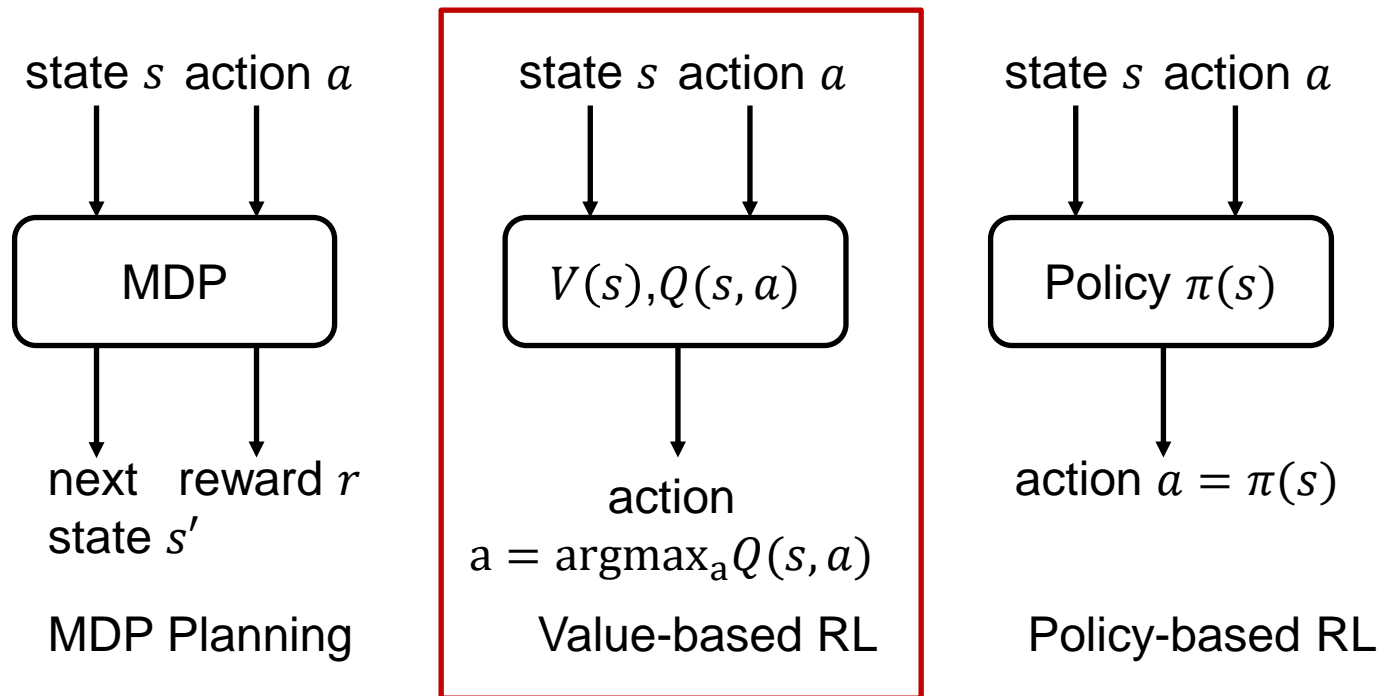 state s action a
MDP
next reward r
state s′
MDP Planning
state s action a
V(s),Q(s, a)
action
a = argmaxₐQ(s, a)
Value-based RL
state s action a
Policy π(s)
action a = π(s)
Policy-based RL